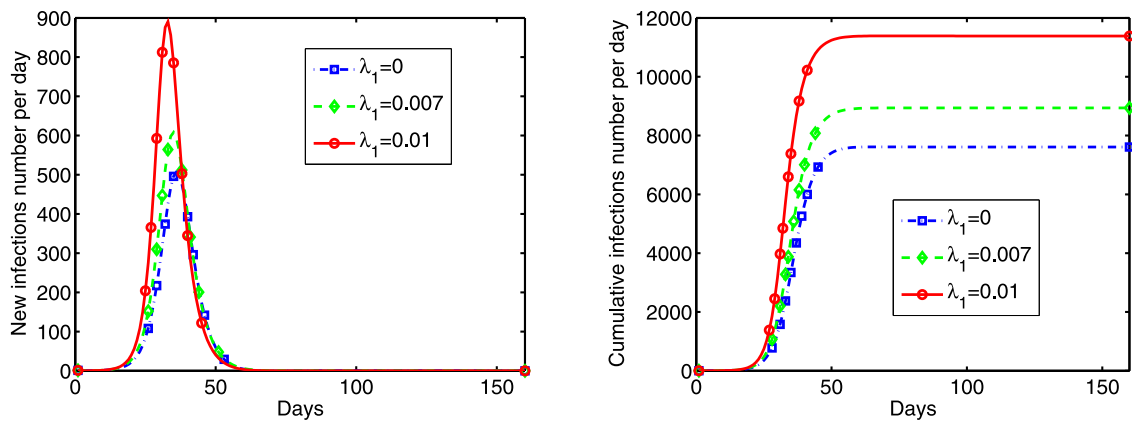 900
800
700
600
500
400
300
200
100
0
New infections number per day
0
50
100
150
Days
λ₁=0
λ₁=0.007
λ₁=0.01
12000
10000
8000
6000
4000
2000
0
Cumulative infections number per day
0
50
100
150
Days
λ₁=0
λ₁=0.007
λ₁=0.01